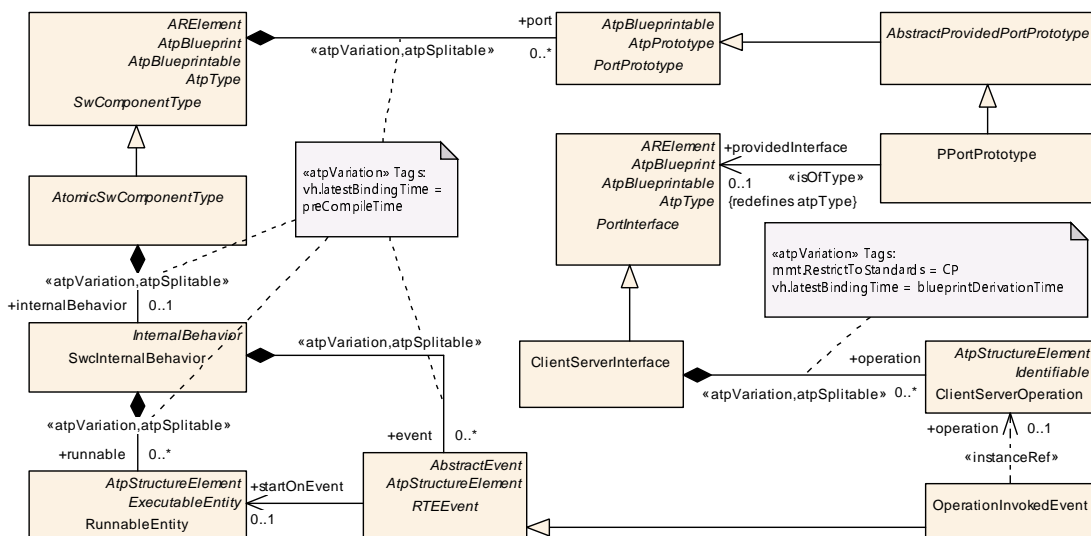 ARElement
AtpBlueprint
AtpBlueprintable
AtpType
SwComponentType
+port
«atpVariation,atpSplitable»
0..*
AtpBlueprintable
AtpPrototype
PortPrototype
AbstractProvidedPortPrototype
«atpVariation» Tags:
vh.latestBindingTime =
preCompileTime
ARElement
AtpBlueprint
AtpBlueprintable
AtpType
PortInterface
+providedInterface
0..1
«isOfType»
{redefines atpType}
PPortPrototype
AtomicSwComponentType
«atpVariation,atpSplitable»
+internalBehavior
0..1
«atpVariation» Tags:
mmt.RestrictToStandards = CP
vh.latestBindingTime = blueprintDerivationTime
InternalBehavior
SwcInternalBehavior
«atpVariation,atpSplitable»
ClientServerInterface
+operation
«atpVariation,atpSplitable»
0..*
AtpStructureElement
Identifiable
ClientServerOperation
«atpVariation,atpSplitable»
+runnable
0..*
+event
0..*
+operation
0..1
«instanceRef»
AtpStructureElement
ExecutableEntity
RunnableEntity
+startOnEvent
0..1
AbstractEvent
AtpStructureElement
RTEEvent
OperationInvokedEvent